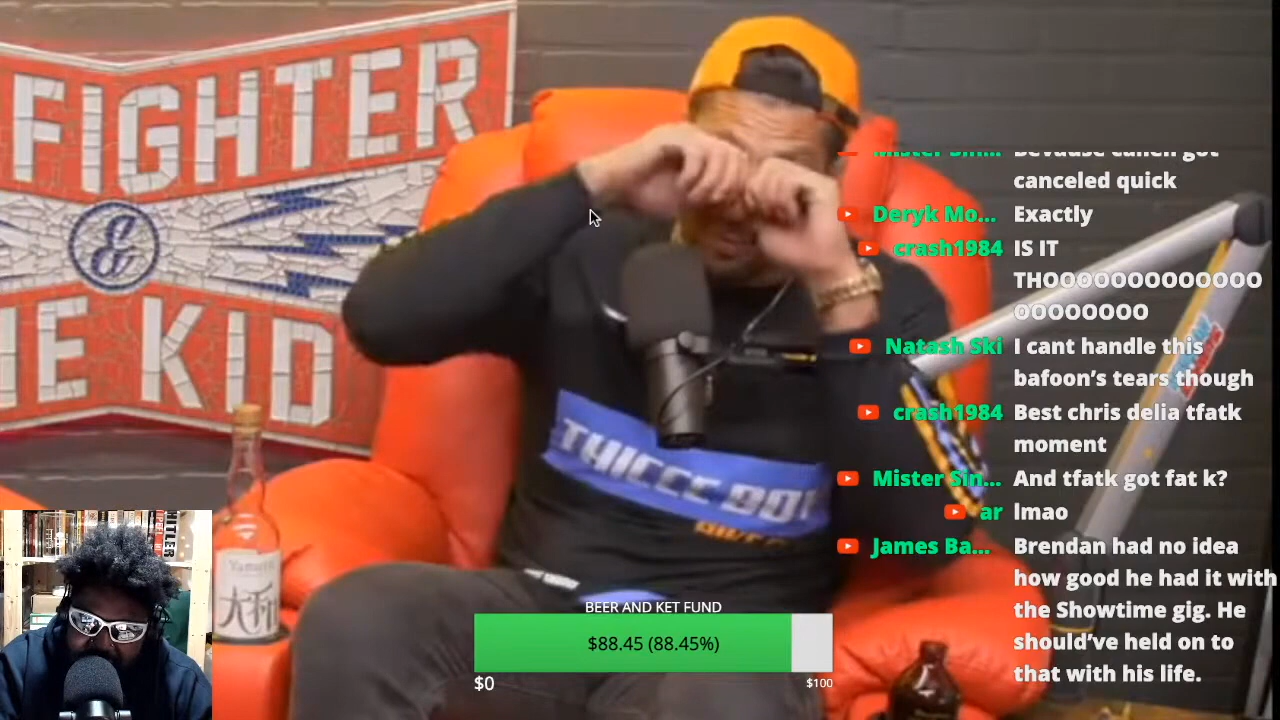 FIGHTER
&
E KID
THICCC BOY
canceled quick
Deryk Mo... Exactly
crash1984 IS IT
THOOOOOOOOOOOOO
OOOOOOOO
Natash Ski I cant handle this
bafoon’s tears though
crash1984 Best chris delia tfatk
moment
Mister Sin... And tfatk got fat k?
ar lmao
James Ba... Brendan had no idea
how good he had it with
the Showtime gig. He
should’ve held on to
that with his life.
BEER AND KET FUND
$88.45 (88.45%)
$0 $100